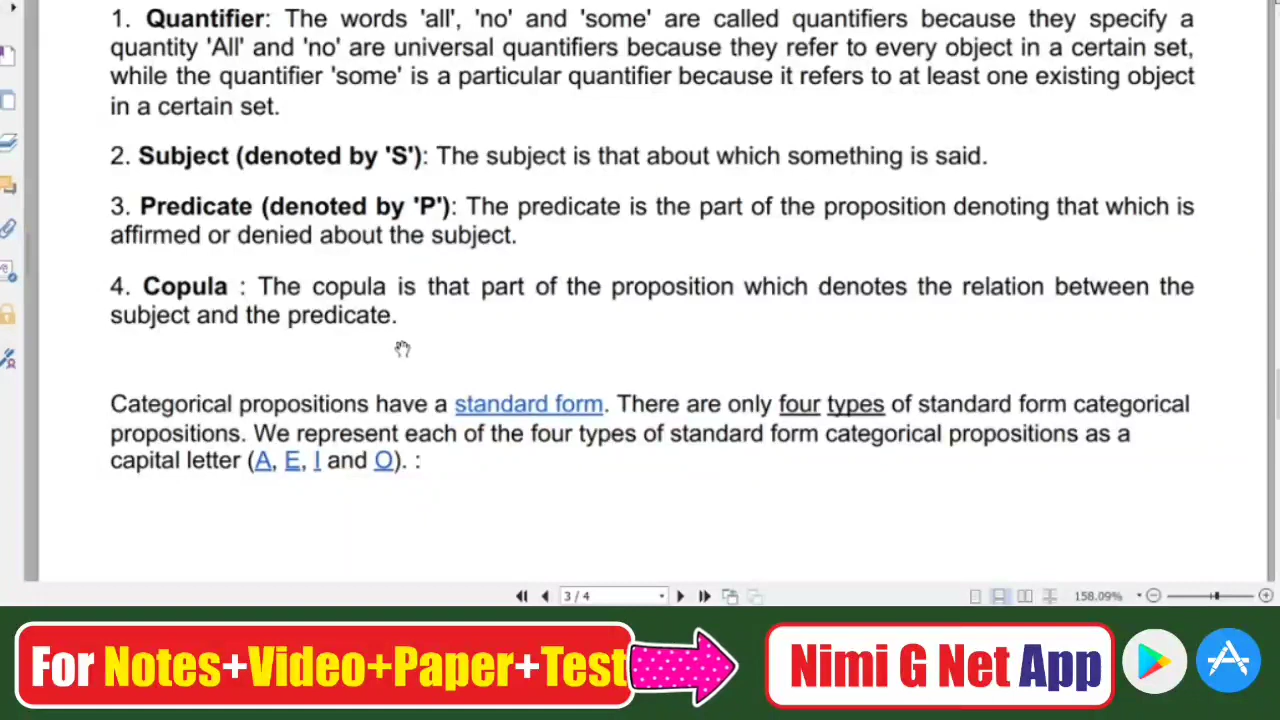 1. Quantifier: The words 'all', 'no' and 'some' are called quantifiers because they specify a
quantity 'All' and 'no' are universal quantifiers because they refer to every object in a certain set,
while the quantifier 'some' is a particular quantifier because it refers to at least one existing object
in a certain set.
2. Subject (denoted by 'S'): The subject is that about which something is said.
3. Predicate (denoted by 'P'): The predicate is the part of the proposition denoting that which is
affirmed or denied about the subject.
4. Copula : The copula is that part of the proposition which denotes the relation between the
subject and the predicate.
Categorical propositions have a standard form. There are only four types of standard form categorical
propositions. We represent each of the four types of standard form categorical propositions as a
capital letter (A, E, I and O). :
3 / 4
158.09%
For Notes+Video+Paper+Test
Nimi G Net App